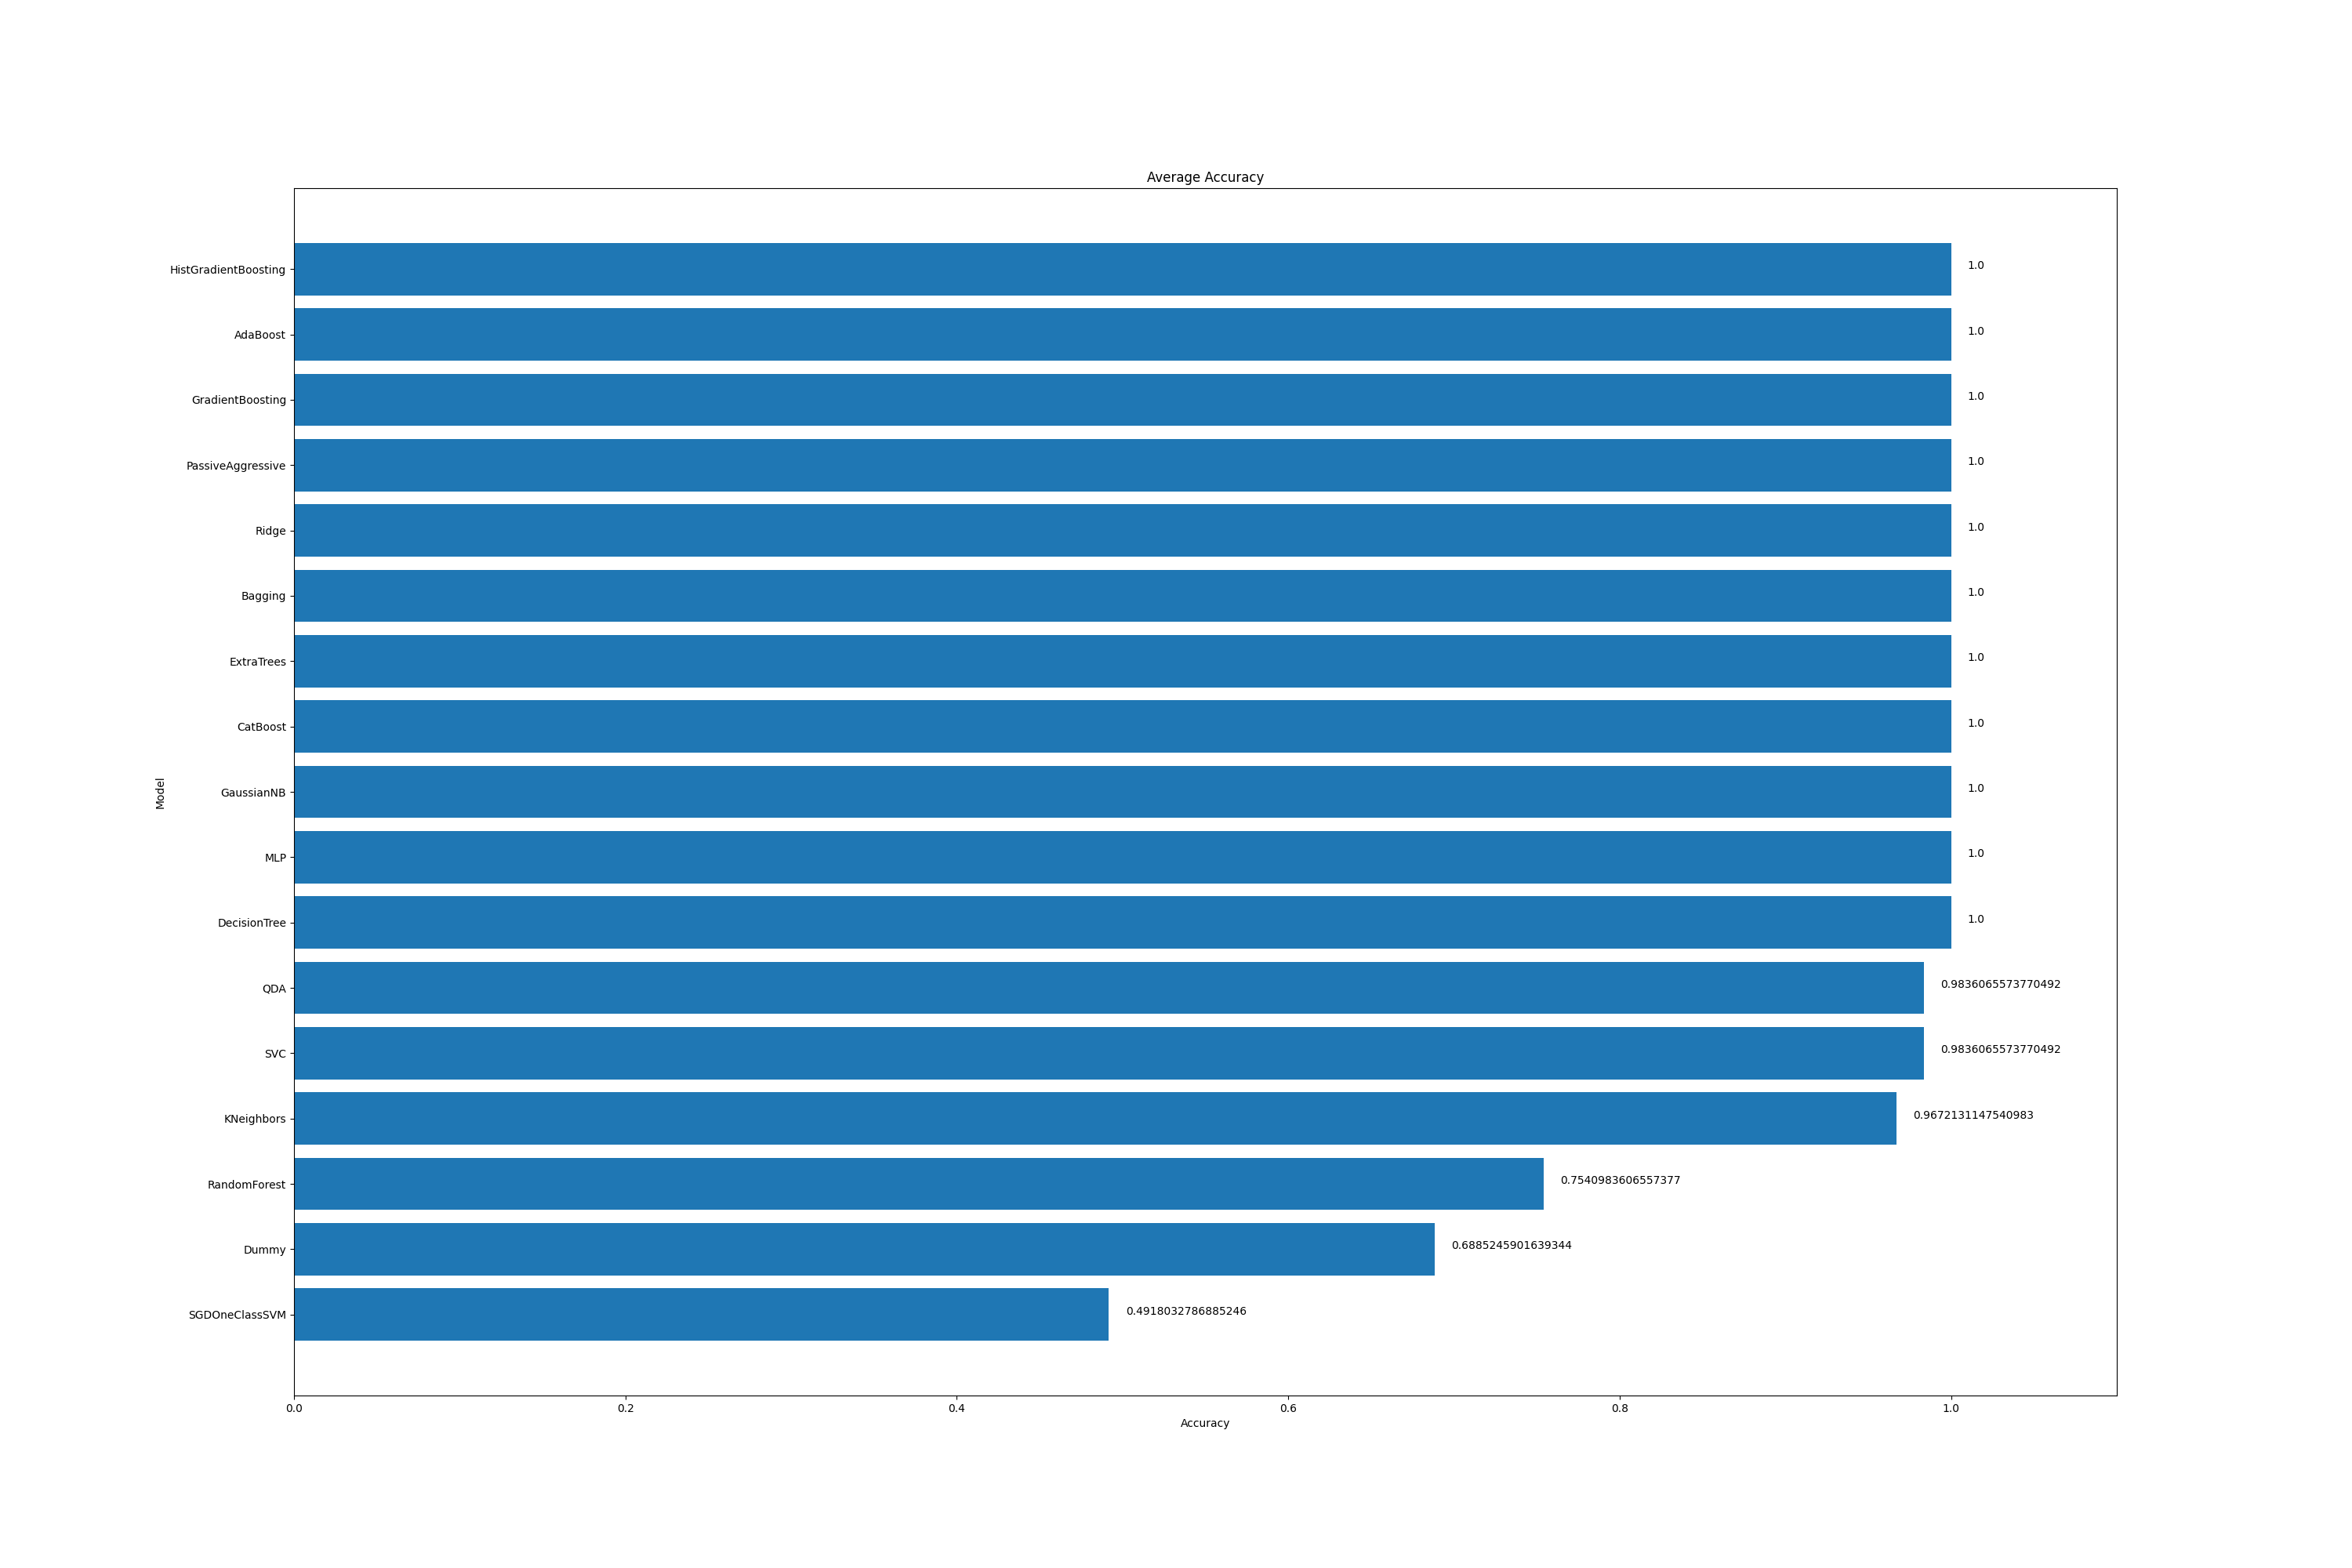 Average Accuracy
HistGradientBoosting 1.0
AdaBoost 1.0
GradientBoosting 1.0
PassiveAggressive 1.0
Ridge 1.0
Bagging 1.0
ExtraTrees 1.0
CatBoost 1.0
GaussianNB 1.0
MLP 1.0
DecisionTree 1.0
QDA 0.9836065573770492
SVC 0.9836065573770492
KNeighbors 0.9672131147540983
RandomForest 0.7540983606557377
Dummy 0.6885245901639344
SGDOneClassSVM 0.4918032786885246
Model
0.0 0.2 0.4 0.6 0.8 1.0
Accuracy